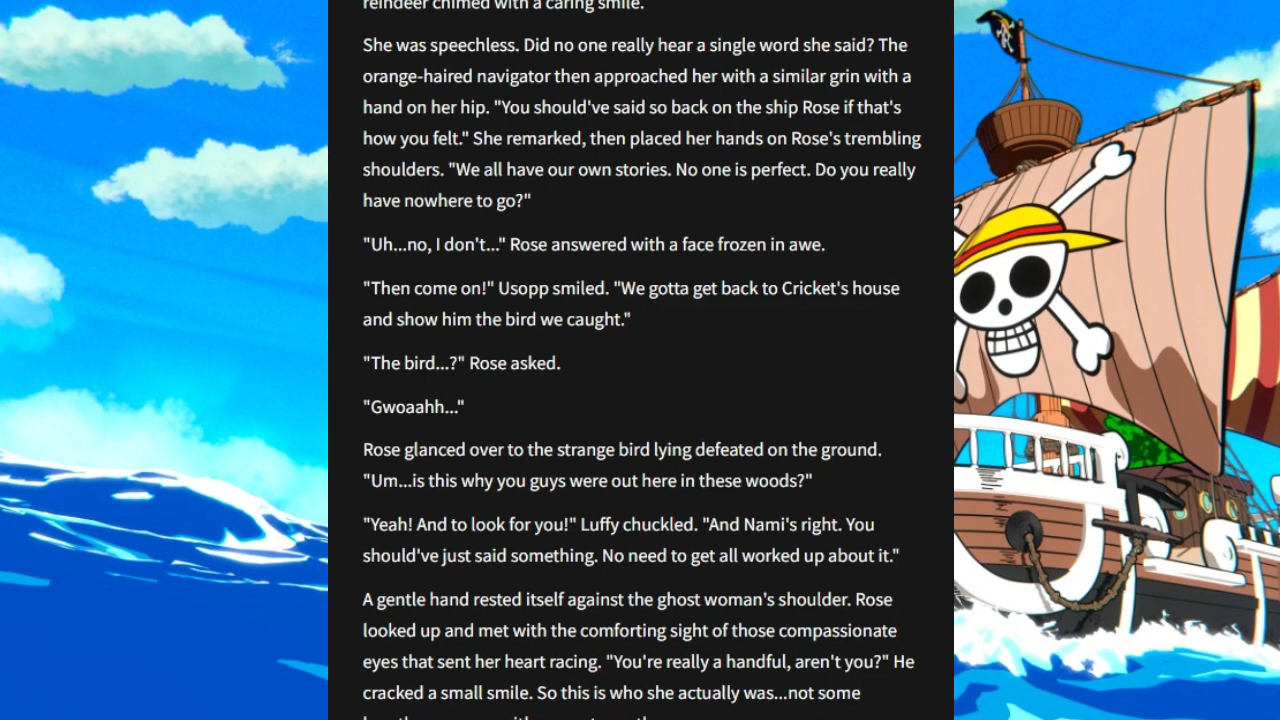 reindeer chimed with a caring smile.
She was speechless. Did no one really hear a single word she said? The
orange-haired navigator then approached her with a similar grin with a
hand on her hip. "You should've said so back on the ship Rose if that's
how you felt." She remarked, then placed her hands on Rose's trembling
shoulders. "We all have our own stories. No one is perfect. Do you really
have nowhere to go?"
"Uh...no, I don't..." Rose answered with a face frozen in awe.
"Then come on!" Usopp smiled. "We gotta get back to Cricket's house
and show him the bird we caught."
"The bird...?" Rose asked.
"Gwoaahh..."
Rose glanced over to the strange bird lying defeated on the ground.
"Um...is this why you guys were out here in these woods?"
"Yeah! And to look for you!" Luffy chuckled. "And Nami's right. You
should've just said something. No need to get all worked up about it."
A gentle hand rested itself against the ghost woman's shoulder. Rose
looked up and met with the comforting sight of those compassionate
eyes that sent her heart racing. "You're really a handful, aren't you?" He
cracked a small smile. So this is who she actually was...not some